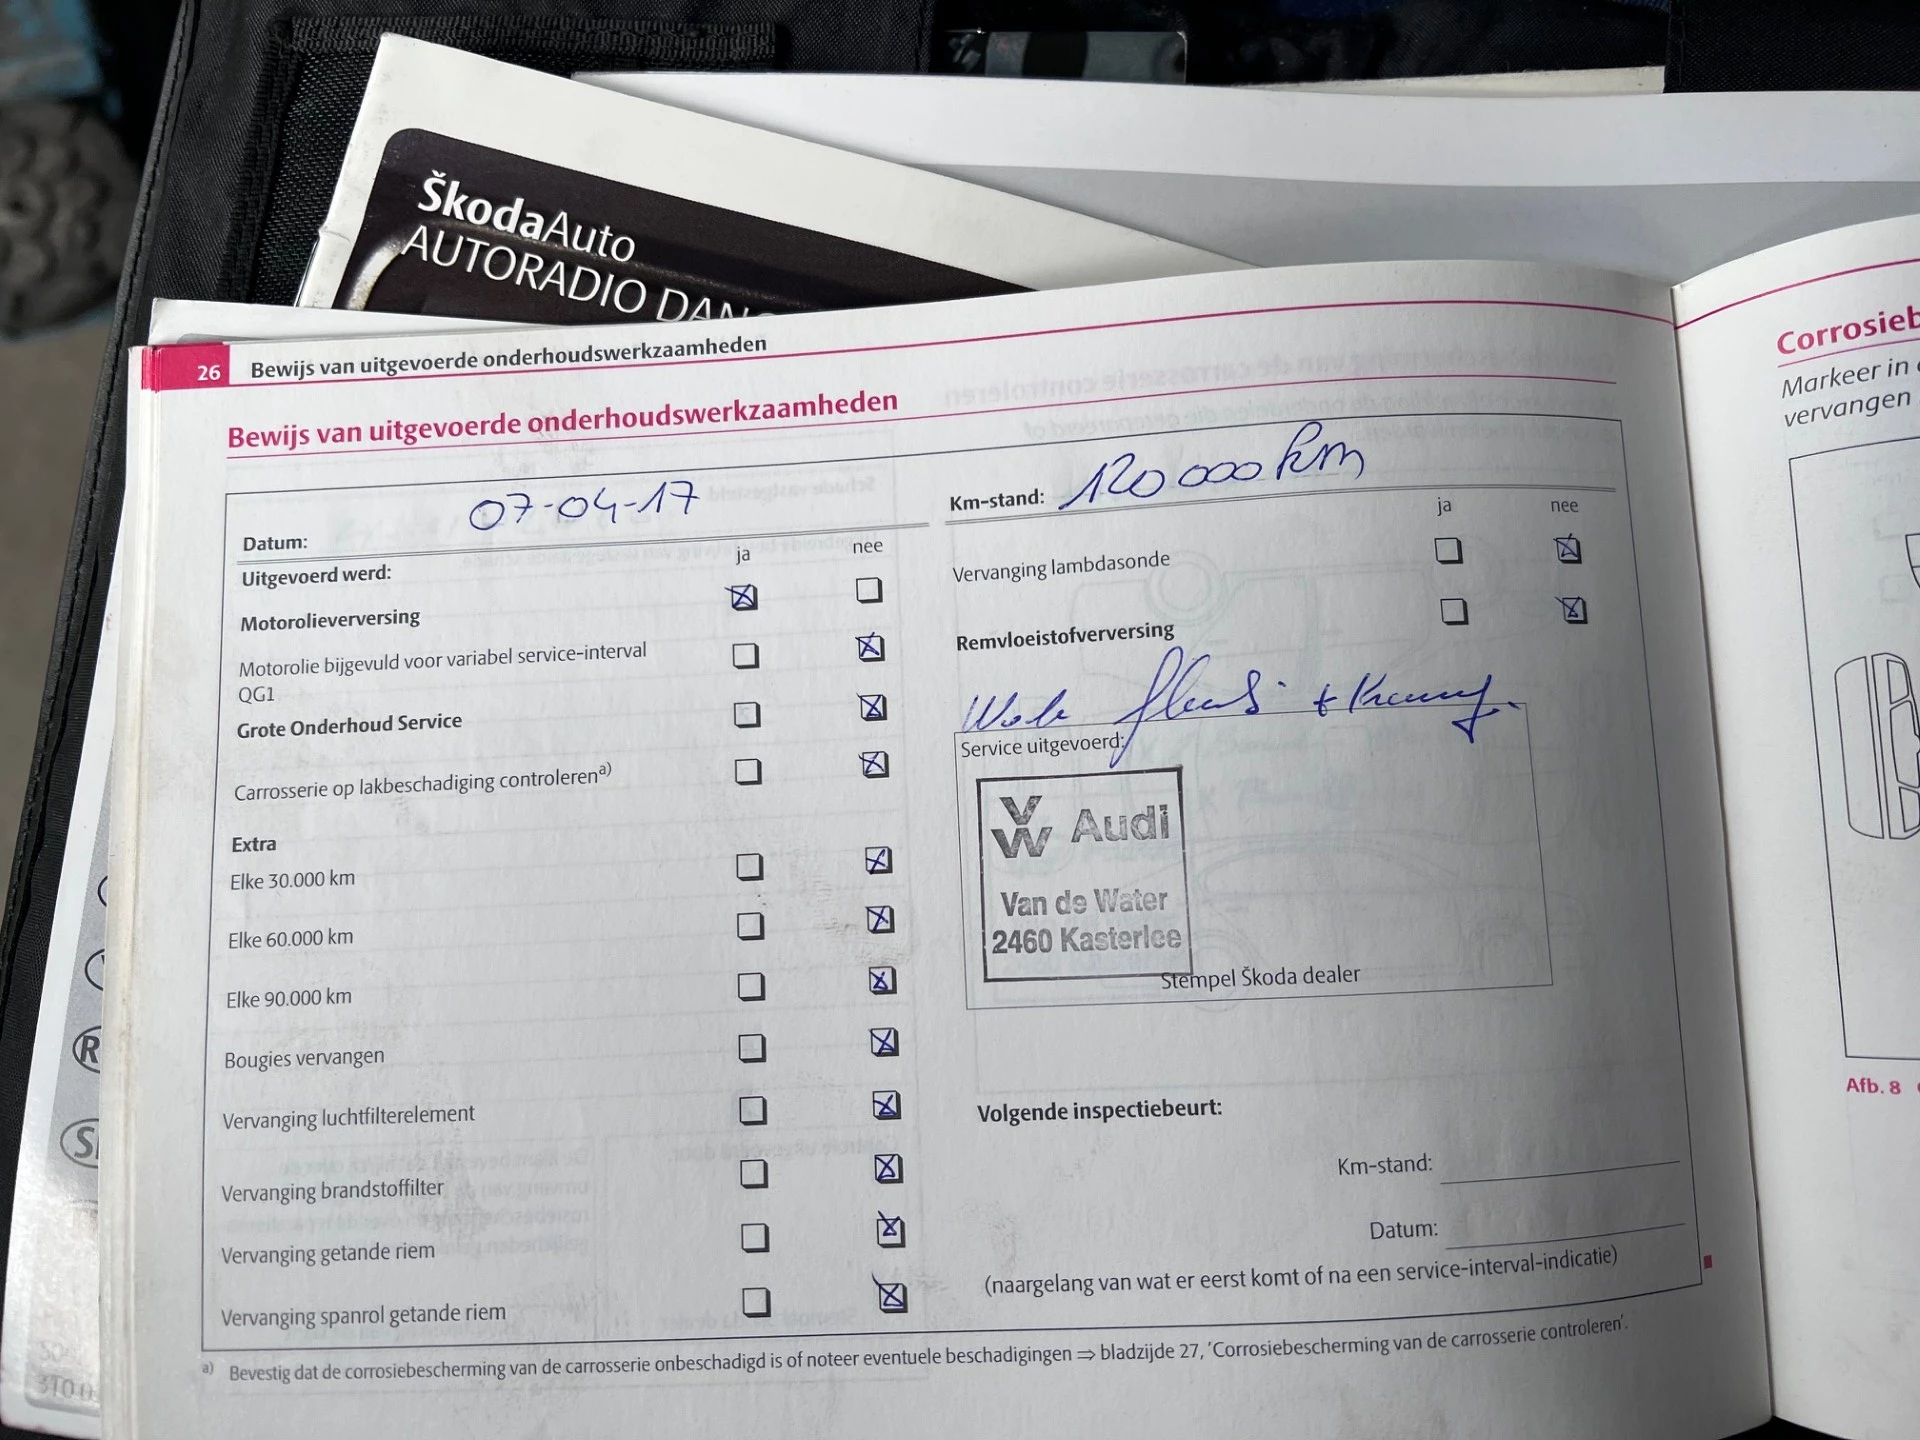 ŠkodaAuto
AUTORADIO DAN
26 Bewijs van uitgevoerde onderhoudswerkzaamheden
Bewijs van uitgevoerde onderhoudswerkzaamheden
Datum: 07-04-17
ja nee
Uitgevoerd werd:
Motorolieverversing
Motorolie bijgevuld voor variabel service-interval
QG1
Grote Onderhoud Service
Carrosserie op lakbeschadiging controleren a)
Extra
Elke 30.000 km
Elke 60.000 km
Elke 90.000 km
Bougies vervangen
Vervanging luchtfilterelement
Vervanging brandstoffilter
Vervanging getande riem
Vervanging spanrol getande riem
Km-stand: 120 000 km
ja nee
Vervanging lambdasonde
Remvloeistofverversing
Service uitgevoerd:
VW Audi
Van de Water
2460 Kasterlee
Stempel Škoda dealer
Volgende inspectiebeurt:
Km-stand:
Datum:
(naargelang van wat er eerst komt of na een service-interval-indicatie)
a) Bevestig dat de corrosiebescherming van de carrosserie onbeschadigd is of noteer eventuele beschadigingen ⇒ bladzijde 27, 'Corrosiebescherming van de carrosserie controleren'.
Corrosieb
Markeer in
vervangen
Afb. 8